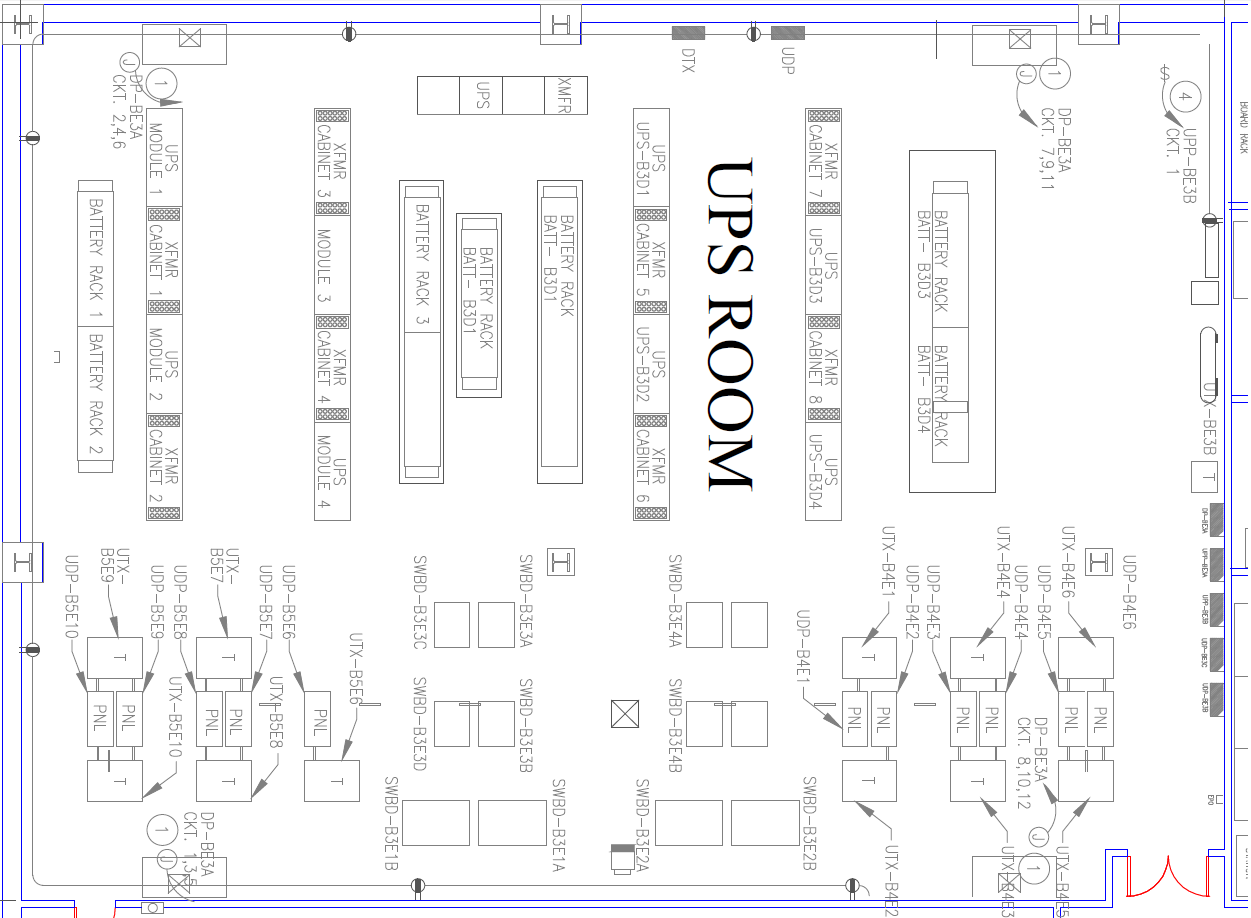 DTX
UDP
J
1
DP-BE3A
CKT. 2,4,6
UPS
XMFR
J
1
DP-BE3A
CKT. 7,9,11
S
4
UPP-BE3B
CKT. 1
BOARD RACK
UPS
MODULE 1
XFMR
CABINET 1
UPS
MODULE 2
XFMR
CABINET 2
BATTERY RACK 1
BATTERY RACK 2
XFMR
CABINET 3
MODULE 3
XFMR
CABINET 4
UPS
MODULE 4
BATTERY RACK 3
BATTERY RACK
BATT- B3D1
BATTERY RACK
BATT- B3D1
UPS
UPS-B3D1
XFMR
CABINET 5
UPS
UPS-B3D2
XFMR
CABINET 6
UPS ROOM
XFMR
CABINET 7
UPS
UPS-B3D3
XFMR
CABINET 8
UPS
UPS-B3D4
BATTERY RACK
BATT- B3D3
BATTERY RACK
BATT- B3D4
UTX-BE3B
T
UDP-B5E10
UTX-
B5E9
UDP-B5E9
UDP-B5E8
UTX-
B5E7
UDP-B5E7
UDP-B5E6
UTX-B5E6
T
T
PNL
PNL
PNL
PNL
PNL
UTX-B5E10
UTX-B5E8
T
T
T
SWBD-B3E3C
SWBD-B3E3A
SWBD-B3E4A
SWBD-B3E3D
SWBD-B3E3B
SWBD-B3E4B
SWBD-B3E1B
SWBD-B3E1A
SWBD-B3E2A
SWBD-B3E2B
UDP-B4E1
UTX-B4E1
UDP-B4E2
UDP-B4E3
UTX-B4E4
UDP-B4E4
UDP-B4E5
UTX-B4E6
UDP-B4E6
T
T
PNL
PNL
PNL
PNL
PNL
PNL
DP-BE3A
CKT. 8,10,12
T
T
UTX-B4E2
UTX-B4E3
UTX-B4E5
J
1
1
J
DP-BE3A
CKT. 1,3,5
EPO